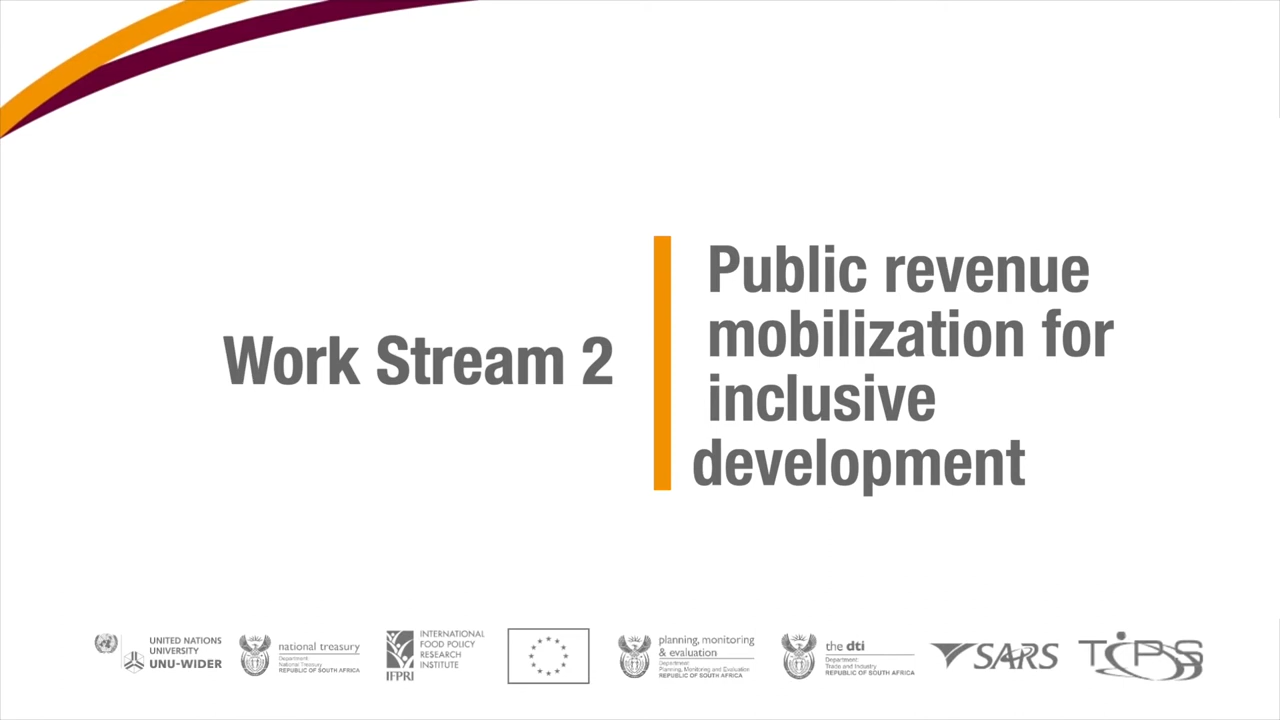 Work Stream 2
Public revenue
mobilization for
inclusive
development
UNITED NATIONS
UNIVERSITY
UNU-WIDER
national treasury
Department:
National Treasury
REPUBLIC OF SOUTH AFRICA
INTERNATIONAL
FOOD POLICY
RESEARCH
INSTITUTE
IFPRI
planning, monitoring
& evaluation
Department:
Planning, Monitoring and Evaluation
REPUBLIC OF SOUTH AFRICA
the dti
Department:
Trade and Industry
REPUBLIC OF SOUTH AFRICA
SARS
TIPS